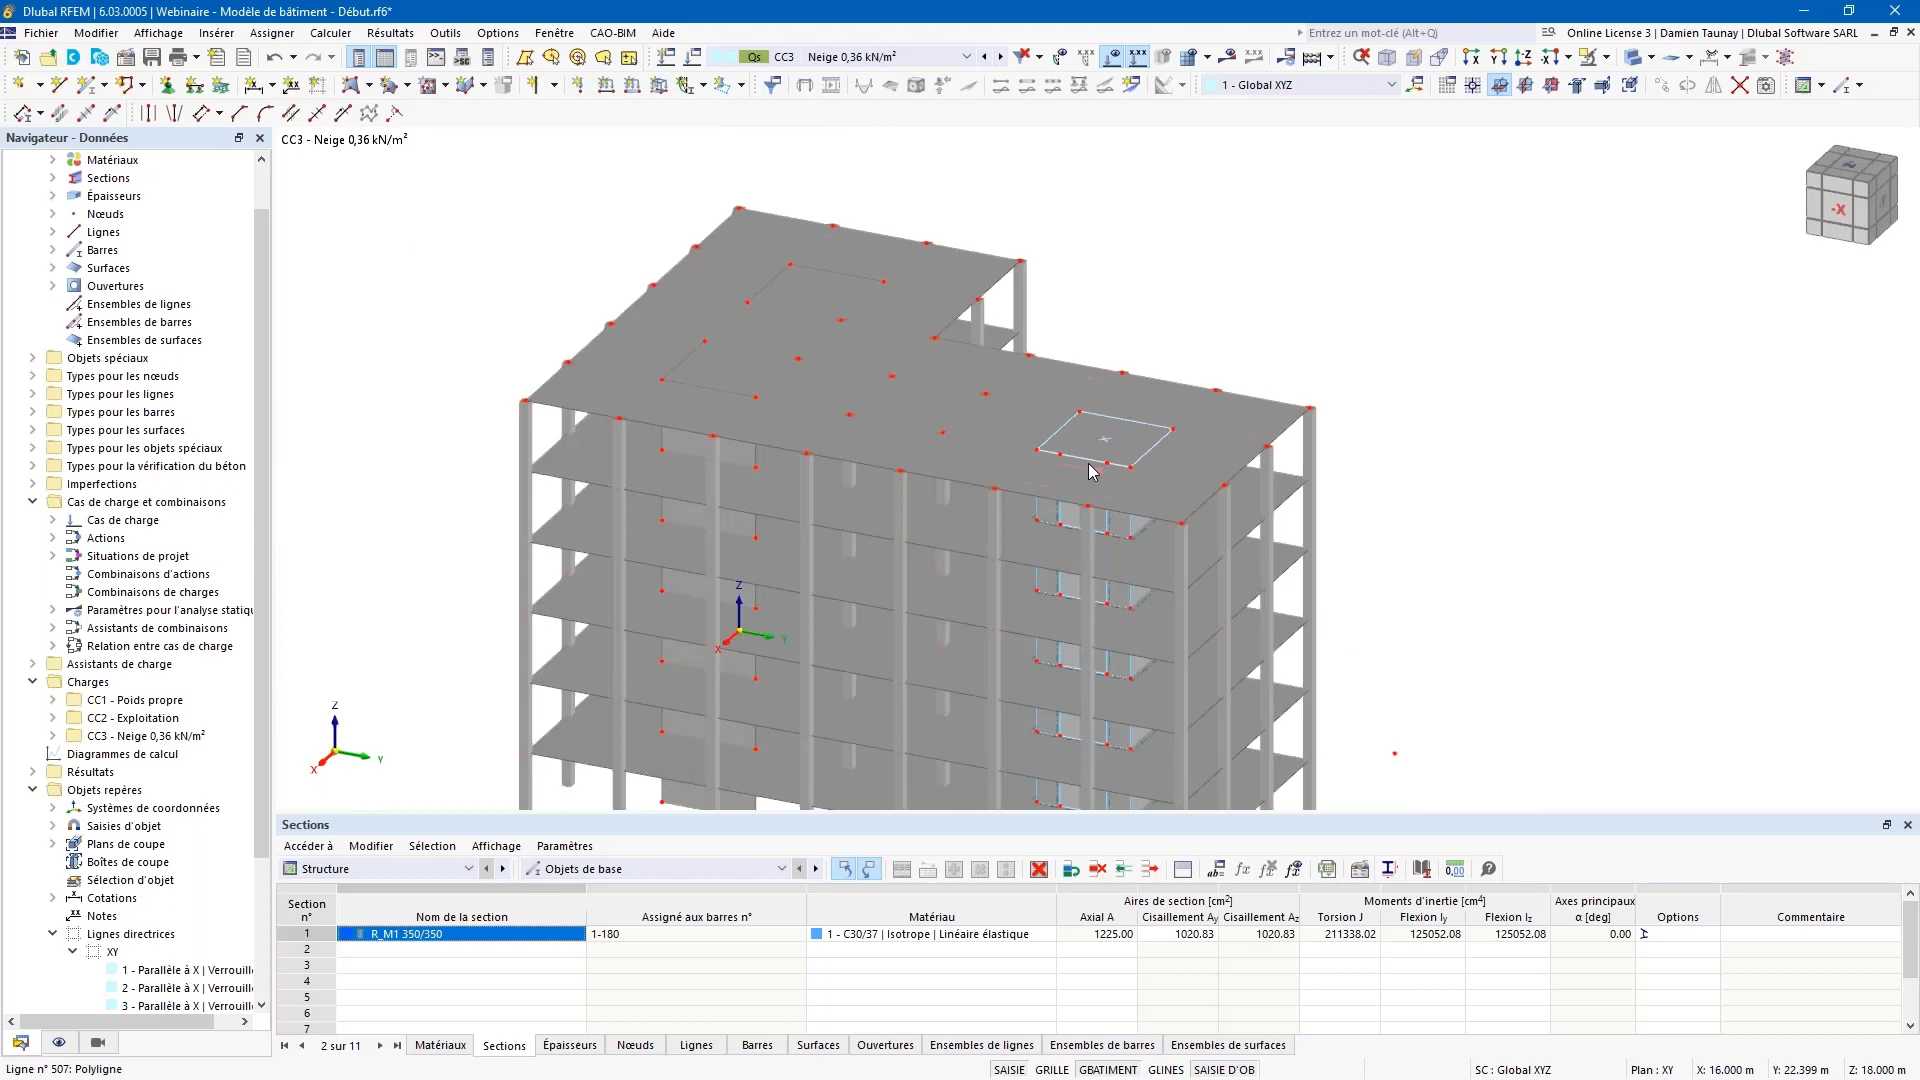 Dlubal RFEM | 6.03.0005 | Webinaire - Modèle de bâtiment - Début.rf6*
Fichier Modifier Affichage Insérer Assigner Calculer Résultats Outils Options Fenêtre CAO-BIM Aide
Entrez un mot-clé (Alt+Q)
Online License 3 | Damien Taunay | Dlubal Software SARL
Qs CC3 Neige 0,36 kN/m²
1 - Global XYZ
Navigateur - Données
CC3 - Neige 0,36 kN/m²
Matériaux
Sections
Épaisseurs
Nœuds
Lignes
Barres
Surfaces
Ouvertures
Ensembles de lignes
Ensembles de barres
Ensembles de surfaces
Objets spéciaux
Types pour les nœuds
Types pour les lignes
Types pour les barres
Types pour les surfaces
Types pour les objets spéciaux
Types pour la vérification du béton
Imperfections
Cas de charge et combinaisons
Cas de charge
Actions
Situations de projet
Combinaisons d'actions
Combinaisons de charges
Paramètres pour l'analyse statiqu
Assistants de combinaisons
Relation entre cas de charge
Assistants de charge
Charges
CC1 - Poids propre
CC2 - Exploitation
CC3 - Neige 0,36 kN/m²
Diagrammes de calcul
Résultats
Objets repères
Systèmes de coordonnées
Saisies d'objet
Plans de coupe
Boîtes de coupe
Sélection d'objet
Cotations
Notes
Lignes directrices
XY
1 - Parallèle à X | Verrouillé
2 - Parallèle à X | Verrouillé
3 - Parallèle à X | Verrouillé
-X
Z
Y
X
Z
Y
X
Sections
Accéder à Modifier Sélection Affichage Paramètres
Structure Objets de base
Section n° Nom de la section Assigné aux barres n° Matériau
Aires de section [cm²]
Axial A Cisaillement Ay Cisaillement Az
Moments d'inertie [cm⁴]
Torsion J Flexion Iy Flexion Iz
Axes principaux
α [deg]
Options Commentaire
1 R_M1 350/350 1-180 1 - C30/37 | Isotrope | Linéaire élastique 1225.00 1020.83 1020.83 211338.02 125052.08 125052.08 0.00
2
3
4
5
6
7
2 sur 11 Matériaux Sections Épaisseurs Nœuds Lignes Barres Surfaces Ouvertures Ensembles de lignes Ensembles de barres Ensembles de surfaces
Ligne n° 507: Polyligne
SAISIE GRILLE GBATIMENT GLINES SAISIE D'OB
SC : Global XYZ Plan : XY X: 16.000 m Y: 22.399 m Z: 18.000 m